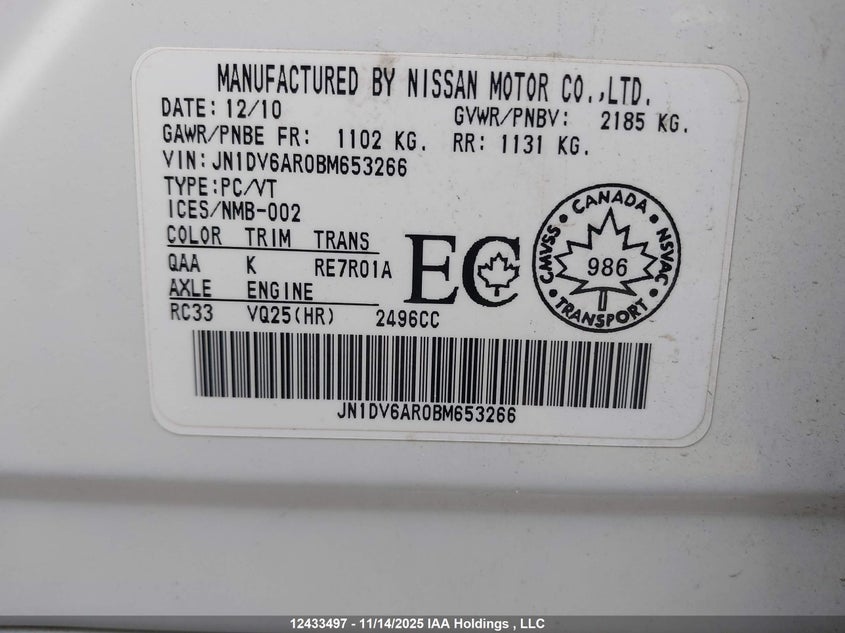 MANUFACTURED BY NISSAN MOTOR CO.,LTD.
DATE: 12/10 GVWR/PNBV: 2185 KG.
GAWR/PNBE FR: 1102 KG. RR: 1131 KG.
VIN: JN1DV6AR0BM653266
TYPE:PC/VT
ICES/NMB-002
COLOR TRIM TRANS
QAA K RE7R01A
AXLE ENGINE
RC33 VQ25(HR) 2496CC
EC
CANADA
CMVSS 986 NSVAC
TRANSPORT
JN1DV6AR0BM653266
12433497 - 11/14/2025 IAA Holdings , LLC